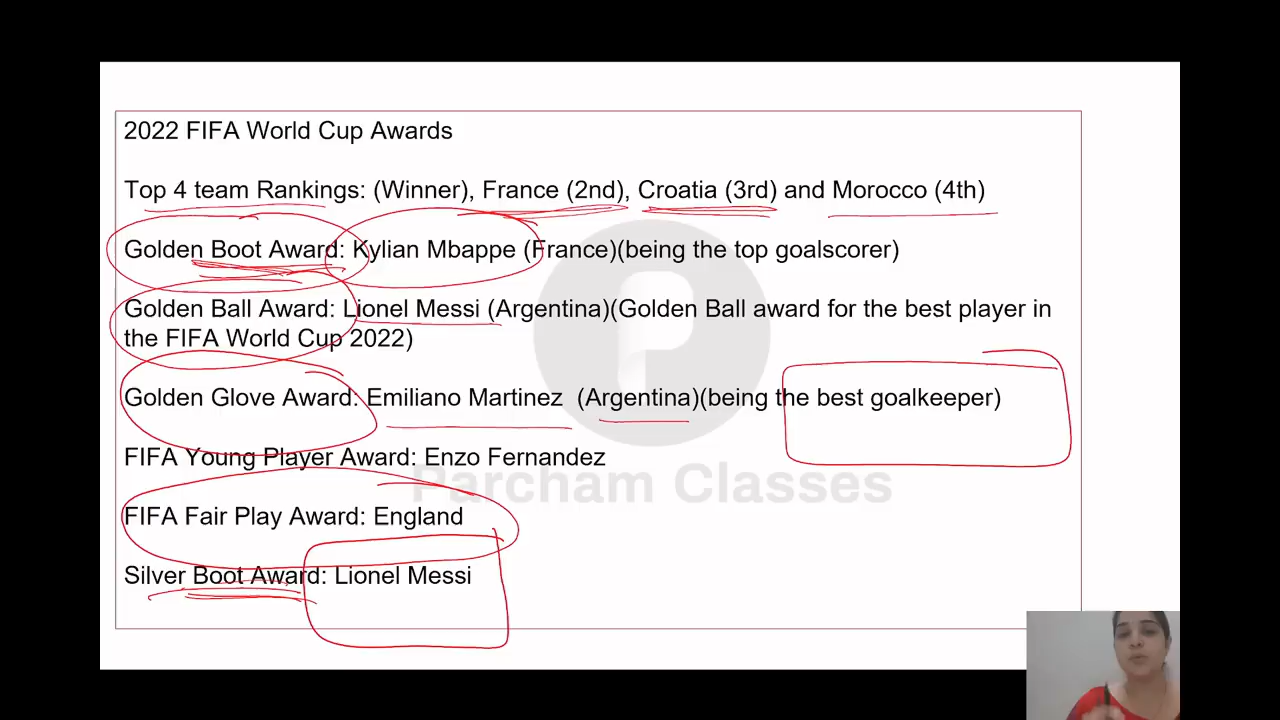 2022 FIFA World Cup Awards
Top 4 team Rankings: (Winner), France (2nd), Croatia (3rd) and Morocco (4th)
Golden Boot Award: Kylian Mbappe (France)(being the top goalscorer)
Golden Ball Award: Lionel Messi (Argentina)(Golden Ball award for the best player in
the FIFA World Cup 2022)
Golden Glove Award: Emiliano Martinez (Argentina)(being the best goalkeeper)
FIFA Young Player Award: Enzo Fernandez
Parcham Classes
FIFA Fair Play Award: England
Silver Boot Award: Lionel Messi